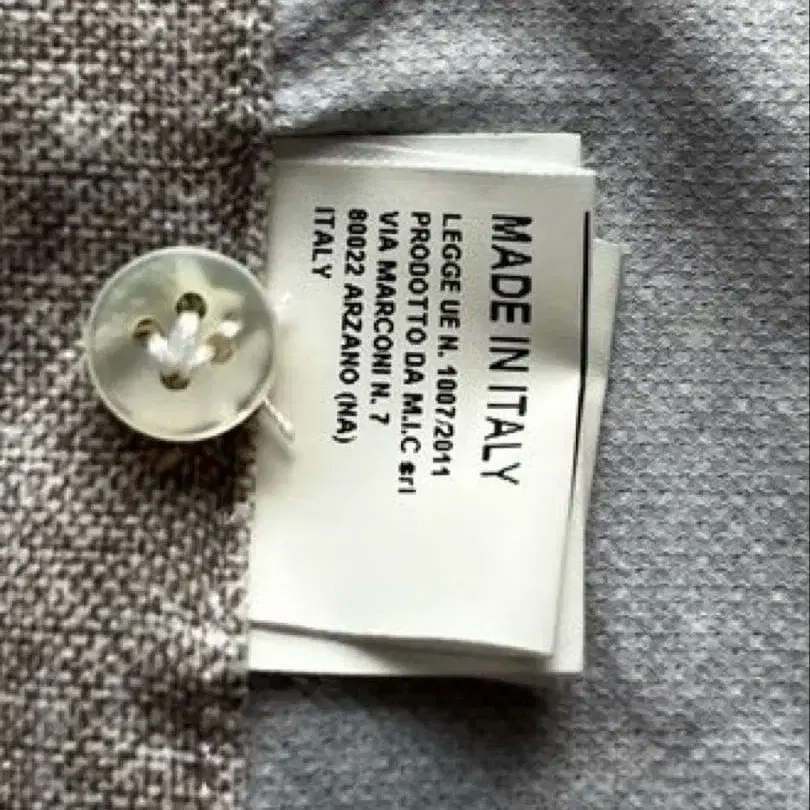 MADE IN ITALY
LEGGE UE N. 1007/2011
PRODOTTO DA M.I.C srl
VIA MARCONI N. 7
80022 ARZANO (NA)
ITALY